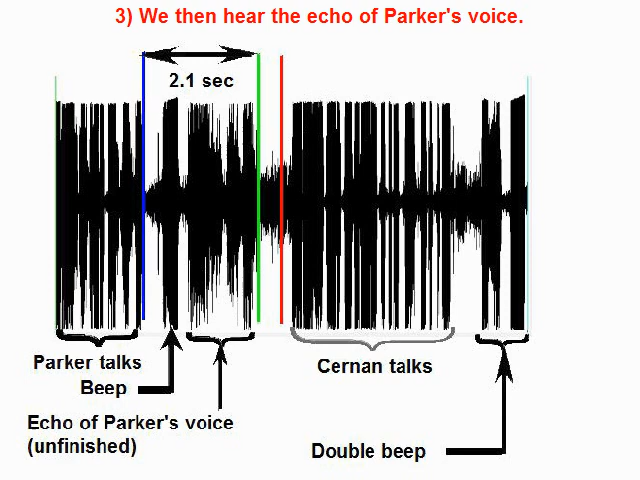 3) We then hear the echo of Parker's voice.
2.1 sec
Parker talks
Beep
Echo of Parker's voice
(unfinished)
Cernan talks
Double beep